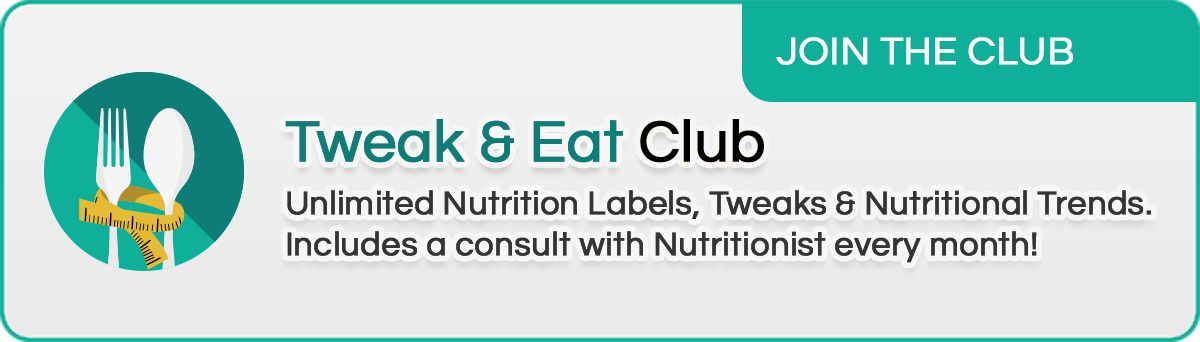 JOIN THE CLUB
Tweak & Eat Club
Unlimited Nutrition Labels, Tweaks & Nutritional Trends.
Includes a consult with Nutritionist every month!